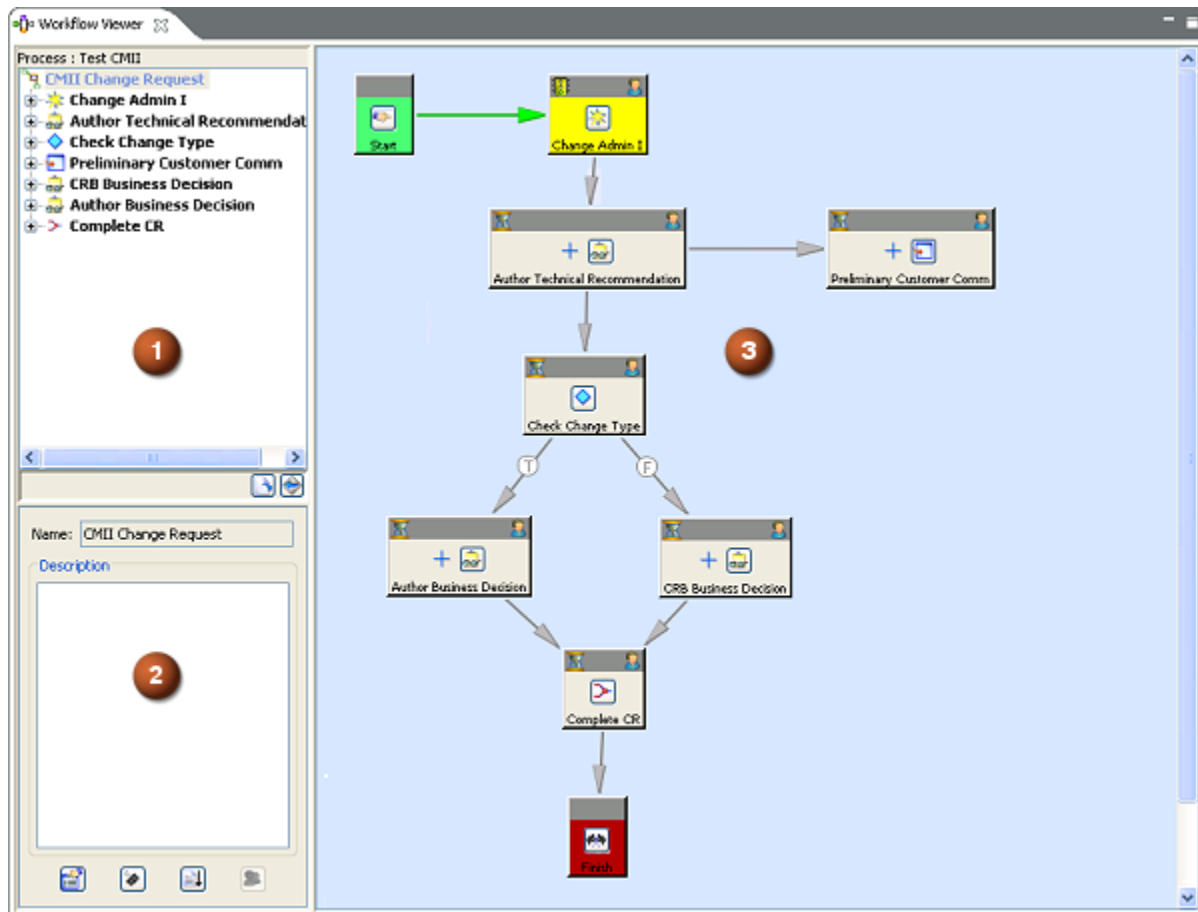 Workflow Viewer
Process : Test CMII
CMII Change Request
Change Admin I
Author Technical Recommendat
Check Change Type
Preliminary Customer Comm
CRB Business Decision
Author Business Decision
Complete CR
1
Name: CMII Change Request
Description
2
Start
Change Admin I
Author Technical Recommendation
Preliminary Customer Comm
3
Check Change Type
T
F
Author Business Decision
CRB Business Decision
Complete CR
Finish